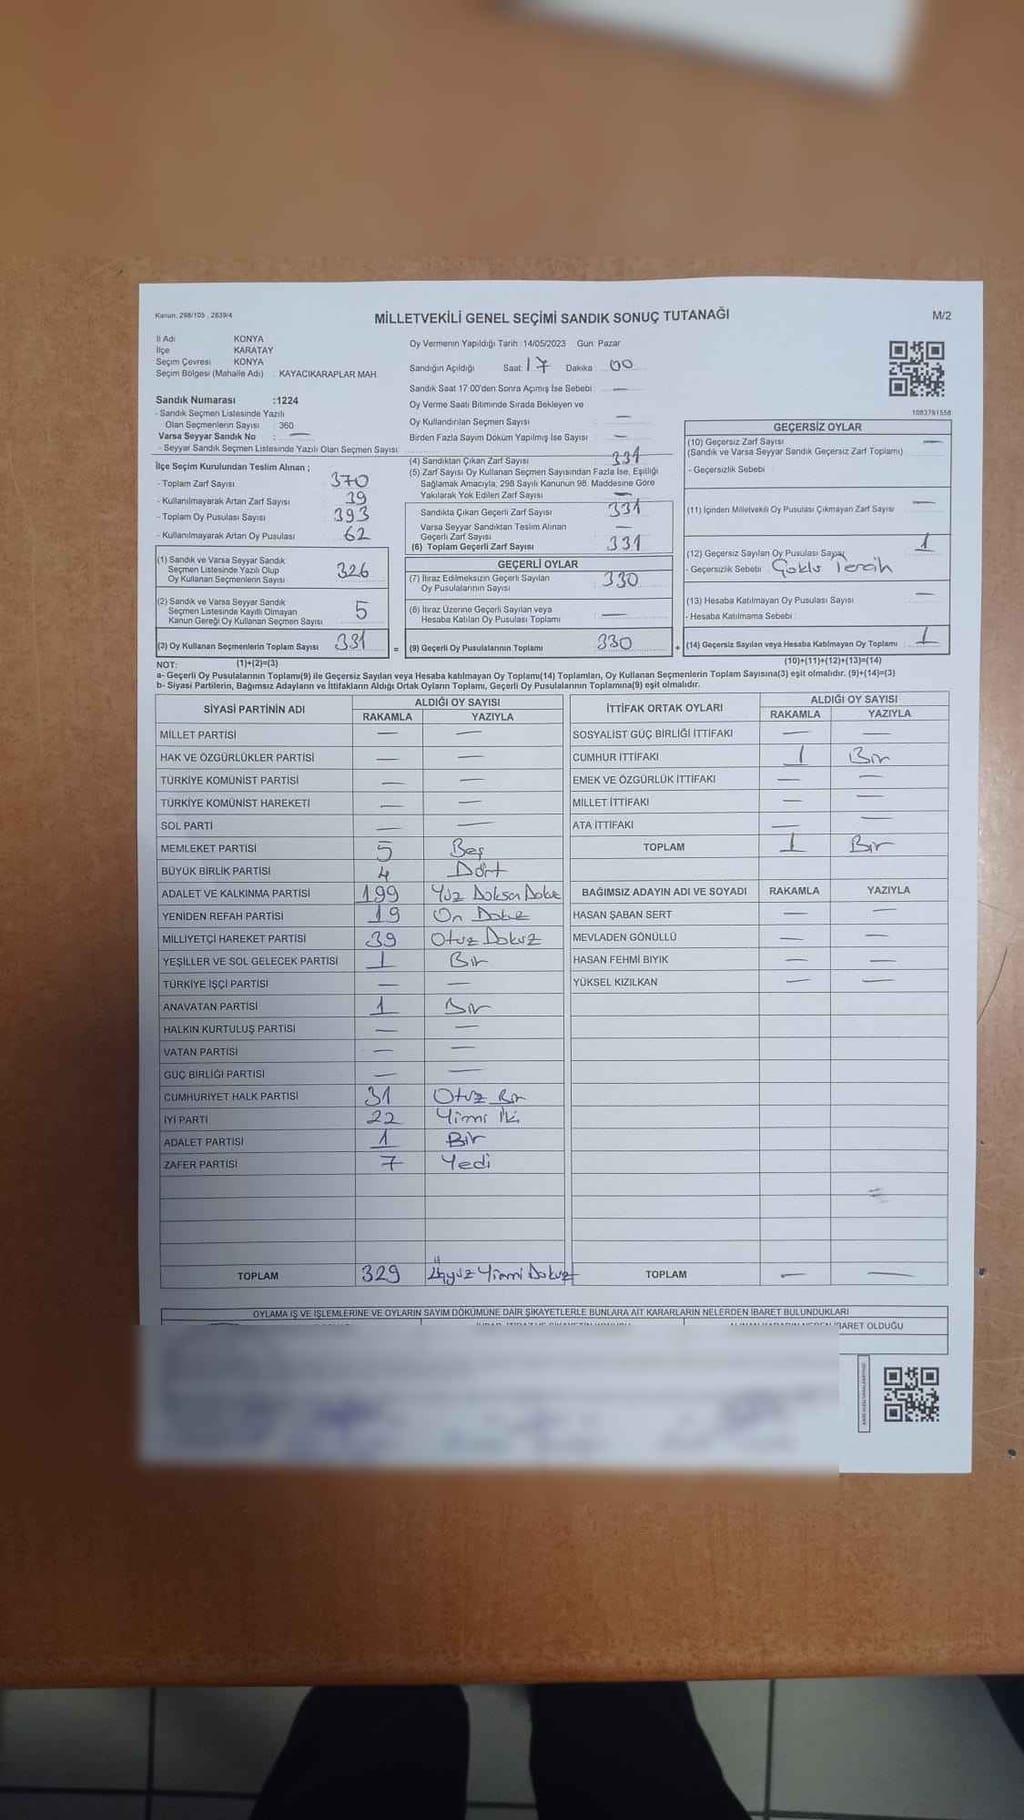 Kanun: 298/105 , 2839/4
MİLLETVEKİLİ GENEL SEÇİMİ SANDIK SONUÇ TUTANAĞI
M/2
İl Adı KONYA
İlçe KARATAY
Seçim Çevresi KONYA
Seçim Bölgesi (Mahalle Adı) : KAYACIKARAPLAR MAH.
Sandık Numarası :1224
- Sandık Seçmen Listesinde Yazılı
Olan Seçmenlerin Sayısı : 360
Varsa Seyyar Sandık No : —
- Seyyar Sandık Seçmen Listesinde Yazılı Olan Seçmen Sayısı
Oy Vermenin Yapıldığı Tarih :14/05/2023 Gün: Pazar
Sandığın Açıldığı Saat: 17 Dakika 00
Sandık Saat 17:00'den Sonra Açımış İse Sebebi —
Oy Verme Saati Bitiminde Sırada Bekleyen ve
Oy Kullandırılan Seçmen Sayısı —
Birden Fazla Sayım Döküm Yapılmış İse Sayısı —
1083781558
İlçe Seçim Kurulundan Teslim Alınan ;
- Toplam Zarf Sayısı 370
- Kullanılmayarak Artan Zarf Sayısı 39
- Toplam Oy Pusulası Sayısı 393
- Kullanılmayarak Artan Oy Pusulası 62
(1) Sandık ve Varsa Seyyar Sandık
Seçmen Listesinde Yazılı Olup
Oy Kullanan Seçmenlerin Sayısı 326
(2) Sandık ve Varsa Seyyar Sandık
Seçmen Listesinde Kayıtlı Olmayan
Kanun Gereği Oy Kullanan Seçmen Sayısı 5
(3) Oy Kullanan Seçmenlerin Toplam Sayısı 331 =
(4) Sandıktan Çıkan Zarf Sayısı 331
(5) Zarf Sayısı Oy Kullanan Seçmen Sayısından Fazla İse, Eşitliği
Sağlamak Amacıyla, 298 Sayılı Kanunun 98. Maddesine Göre
Yakılarak Yok Edilen Zarf Sayısı —
Sandıkta Çıkan Geçerli Zarf Sayısı 331
Varsa Seyyar Sandıktan Teslim Alınan
Geçerli Zarf Sayısı —
(6) Toplam Geçerli Zarf Sayısı 331
GEÇERLİ OYLAR
(7) İtiraz Edilmeksizin Geçerli Sayılan
Oy Pusulalarının Sayısı 330
(8) İtiraz Üzerine Geçerli Sayılan veya
Hesaba Katılan Oy Pusulası Toplamı —
(9) Geçerli Oy Pusulalarının Toplamı 330 +
GEÇERSİZ OYLAR
(10) Geçersiz Zarf Sayısı —
(Sandık ve Varsa Seyyar Sandık Geçersiz Zarf Toplamı)
- Geçersizlik Sebebi :
(11) İçinden Milletvekili Oy Pusulası Çıkmayan Zarf Sayısı —
(12) Geçersiz Sayılan Oy Pusulası Sayısı 1
- Geçersizlik Sebebi : Çoklu Tercih
(13) Hesaba Katılmayan Oy Pusulası Sayısı —
- Hesaba Katılmama Sebebi :
(14) Geçersiz Sayılan veya Hesaba Katılmayan Oy Toplamı 1
NOT: (1)+(2)=(3) (10)+(11)+(12)+(13)=(14)
a- Geçerli Oy Pusulalarının Toplamı(9) ile Geçersiz Sayılan veya Hesaba katılmayan Oy Toplamı(14) Toplamları, Oy Kullanan Seçmenlerin Toplam Sayısına(3) eşit olmalıdır. (9)+(14)=(3)
b- Siyasi Partilerin, Bağımsız Adayların ve İttifakların Aldığı Ortak Oyların Toplamı, Geçerli Oy Pusulalarının Toplamına(9) eşit olmalıdır.
SİYASİ PARTİNİN ADI ALDIĞI OY SAYISI
RAKAMLA YAZIYLA
MİLLET PARTİSİ — —
HAK VE ÖZGÜRLÜKLER PARTİSİ — —
TÜRKİYE KOMÜNİST PARTİSİ — —
TÜRKİYE KOMÜNİST HAREKETİ — —
SOL PARTİ — —
MEMLEKET PARTİSİ 5 Beş
BÜYÜK BİRLİK PARTİSİ 4 Dört
ADALET VE KALKINMA PARTİSİ 199 Yüz Doksan Dokuz
YENİDEN REFAH PARTİSİ 19 On Dokuz
MİLLİYETÇİ HAREKET PARTİSİ 39 Otuz Dokuz
YEŞİLLER VE SOL GELECEK PARTİSİ 1 Bir
TÜRKİYE İŞÇİ PARTİSİ — —
ANAVATAN PARTİSİ 1 Bir
HALKIN KURTULUŞ PARTİSİ — —
VATAN PARTİSİ — —
GÜÇ BİRLİĞİ PARTİSİ — —
CUMHURİYET HALK PARTİSİ 31 Otuz Bir
İYİ PARTİ 22 Yirmi İki
ADALET PARTİSİ 1 Bir
ZAFER PARTİSİ 7 Yedi
TOPLAM 329 Üçyüz Yirmi Dokuz
İTTİFAK ORTAK OYLARI ALDIĞI OY SAYISI
RAKAMLA YAZIYLA
SOSYALİST GÜÇ BİRLİĞİ İTTİFAKI — —
CUMHUR İTTİFAKI 1 Bir
EMEK VE ÖZGÜRLÜK İTTİFAKI — —
MİLLET İTTİFAKI — —
ATA İTTİFAKI — —
TOPLAM 1 Bir
BAĞIMSIZ ADAYIN ADI VE SOYADI RAKAMLA YAZIYLA
HASAN ŞABAN SERT — —
MEVLADEN GÖNÜLLÜ — —
HASAN FEHMİ BIYIK — —
YÜKSEL KIZILKAN — —
TOPLAM — —
OYLAMA İŞ VE İŞLEMLERİNE VE OYLARIN SAYIM DÖKÜMÜNE DAİR ŞİKAYETLERLE BUNLARA AİT KARARLARIN NELERDEN İBARET BULUNDUKLARI
İBARET OLDUĞU